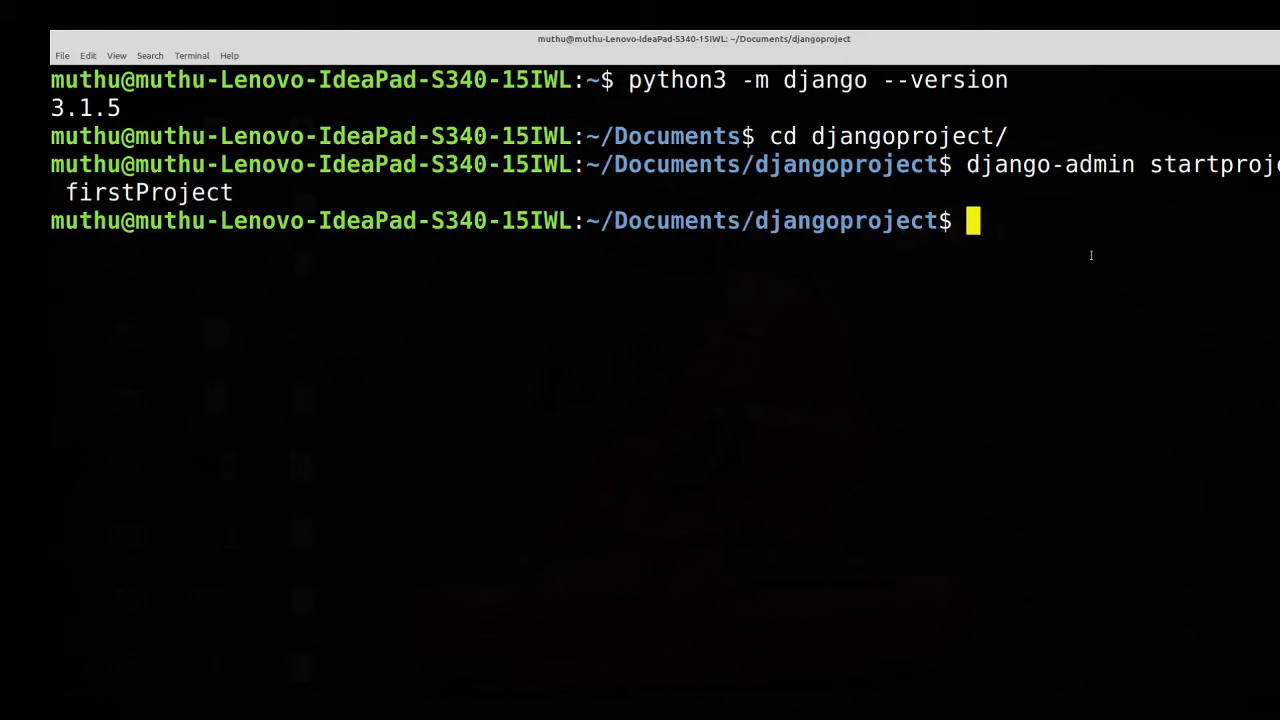 muthu@muthu-Lenovo-IdeaPad-S340-15IWL: ~/Documents/djangoproject
File Edit View Search Terminal Help
muthu@muthu-Lenovo-IdeaPad-S340-15IWL:~$ python3 -m django --version
3.1.5
muthu@muthu-Lenovo-IdeaPad-S340-15IWL:~/Documents$ cd djangoproject/
muthu@muthu-Lenovo-IdeaPad-S340-15IWL:~/Documents/djangoproject$ django-admin startproj
firstProject
muthu@muthu-Lenovo-IdeaPad-S340-15IWL:~/Documents/djangoproject$